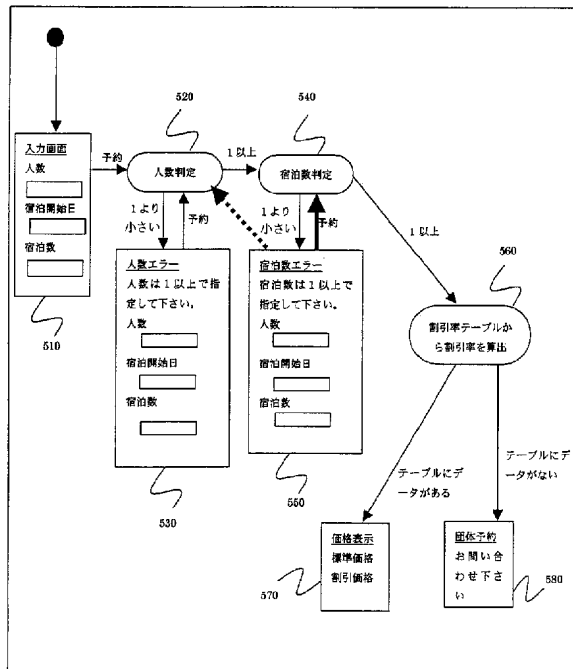 520
540
入力画面
人数
宿泊開始日
宿泊数
510
予約
人数判定
1以上
宿泊数判定
1より
小さい
予約
1より
小さい
予約
1以上
人数エラー
人数は1以上で指
定して下さい。
人数
宿泊開始日
宿泊数
530
宿泊数エラー
宿泊数は1以上で
指定して下さい。
人数
宿泊開始日
宿泊数
550
560
割引率テーブルか
ら割引率を算出
テーブルにデ
ータがある
テーブルにデ
ータがない
価格表示
標準価格
割引価格
570
団体予約
お問い合
わせ下さ
い
580